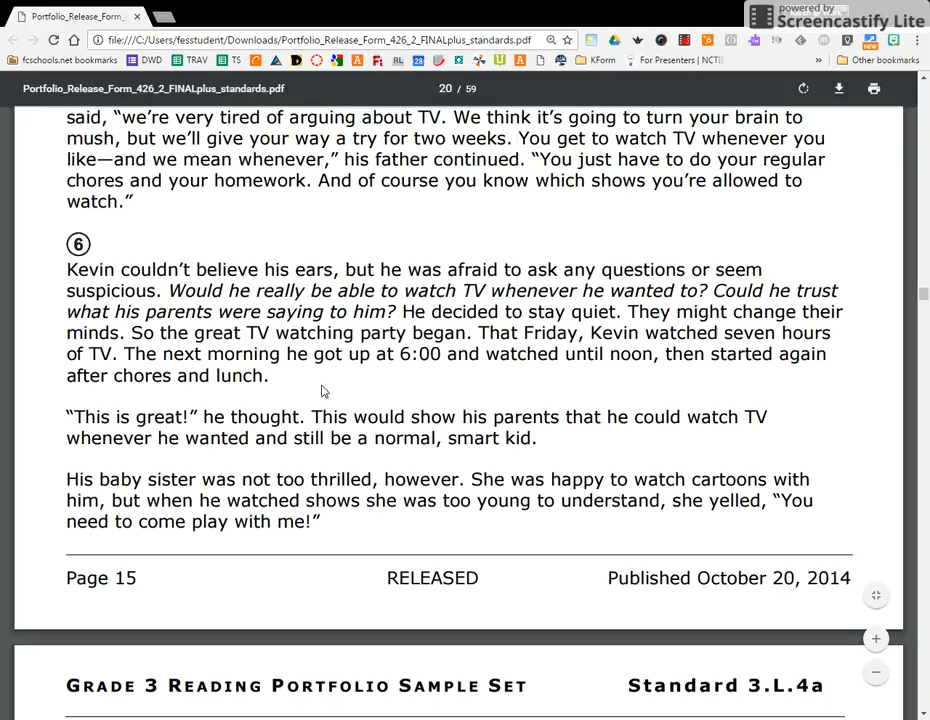 Portfolio_Release_Form_
powered by
Screencastify Lite
file:///C:/Users/fesstudent/Downloads/Portfolio_Release_Form_426_2_FINALplus_standards.pdf
fcschools.net bookmarks DWD TRAV TS KForm For Presenters | NCTI Other bookmarks
Portfolio_Release_Form_426_2_FINALplus_standards.pdf 20 / 59
said, “we’re very tired of arguing about TV. We think it’s going to turn your brain to
mush, but we’ll give your way a try for two weeks. You get to watch TV whenever you
like—and we mean whenever,” his father continued. “You just have to do your regular
chores and your homework. And of course you know which shows you’re allowed to
watch.”
6
Kevin couldn’t believe his ears, but he was afraid to ask any questions or seem
suspicious. Would he really be able to watch TV whenever he wanted to? Could he trust
what his parents were saying to him? He decided to stay quiet. They might change their
minds. So the great TV watching party began. That Friday, Kevin watched seven hours
of TV. The next morning he got up at 6:00 and watched until noon, then started again
after chores and lunch.
“This is great!” he thought. This would show his parents that he could watch TV
whenever he wanted and still be a normal, smart kid.
His baby sister was not too thrilled, however. She was happy to watch cartoons with
him, but when he watched shows she was too young to understand, she yelled, “You
need to come play with me!”
Page 15 RELEASED Published October 20, 2014
GRADE 3 READING PORTFOLIO SAMPLE SET Standard 3.L.4a